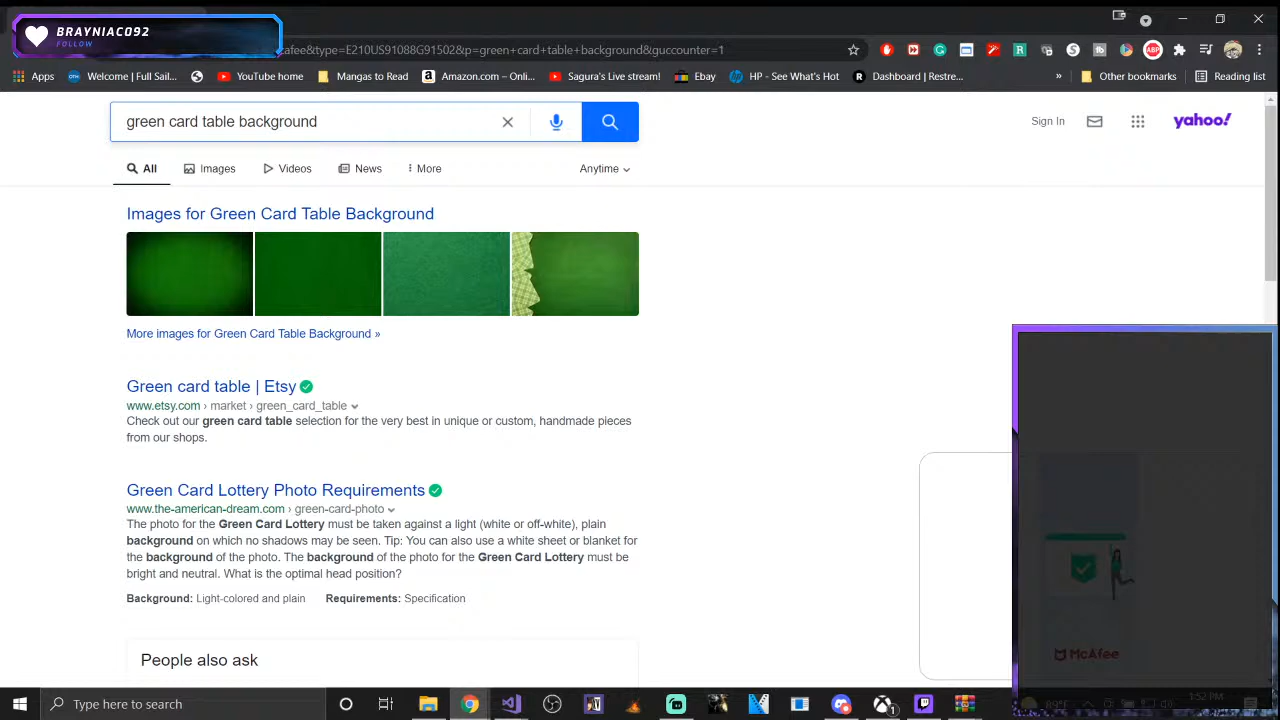 BRAYNIAC092
FOLLOW
afee&type=E210US91088G91502&p=green+card+table+background&guccounter=1
Apps
Welcome | Full Sail...
YouTube home
Mangas to Read
Amazon.com – Onli...
Sagura's Live stream!
Ebay
HP - See What's Hot
Dashboard | Restre...
»
Other bookmarks
Reading list
green card table background
Sign In
yahoo!
All
Images
Videos
News
More
Anytime
Images for Green Card Table Background
More images for Green Card Table Background »
Green card table | Etsy
www.etsy.com › market › green_card_table
Check out our green card table selection for the very best in unique or custom, handmade pieces
from our shops.
Green Card Lottery Photo Requirements
www.the-american-dream.com › green-card-photo
The photo for the Green Card Lottery must be taken against a light (white or off-white), plain
background on which no shadows may be seen. Tip: You can also use a white sheet or blanket for
the background of the photo. The background of the photo for the Green Card Lottery must be
bright and neutral. What is the optimal head position?
Background: Light-colored and plain Requirements: Specification
People also ask
McAfee
Type here to search
89°F
1:52 PM